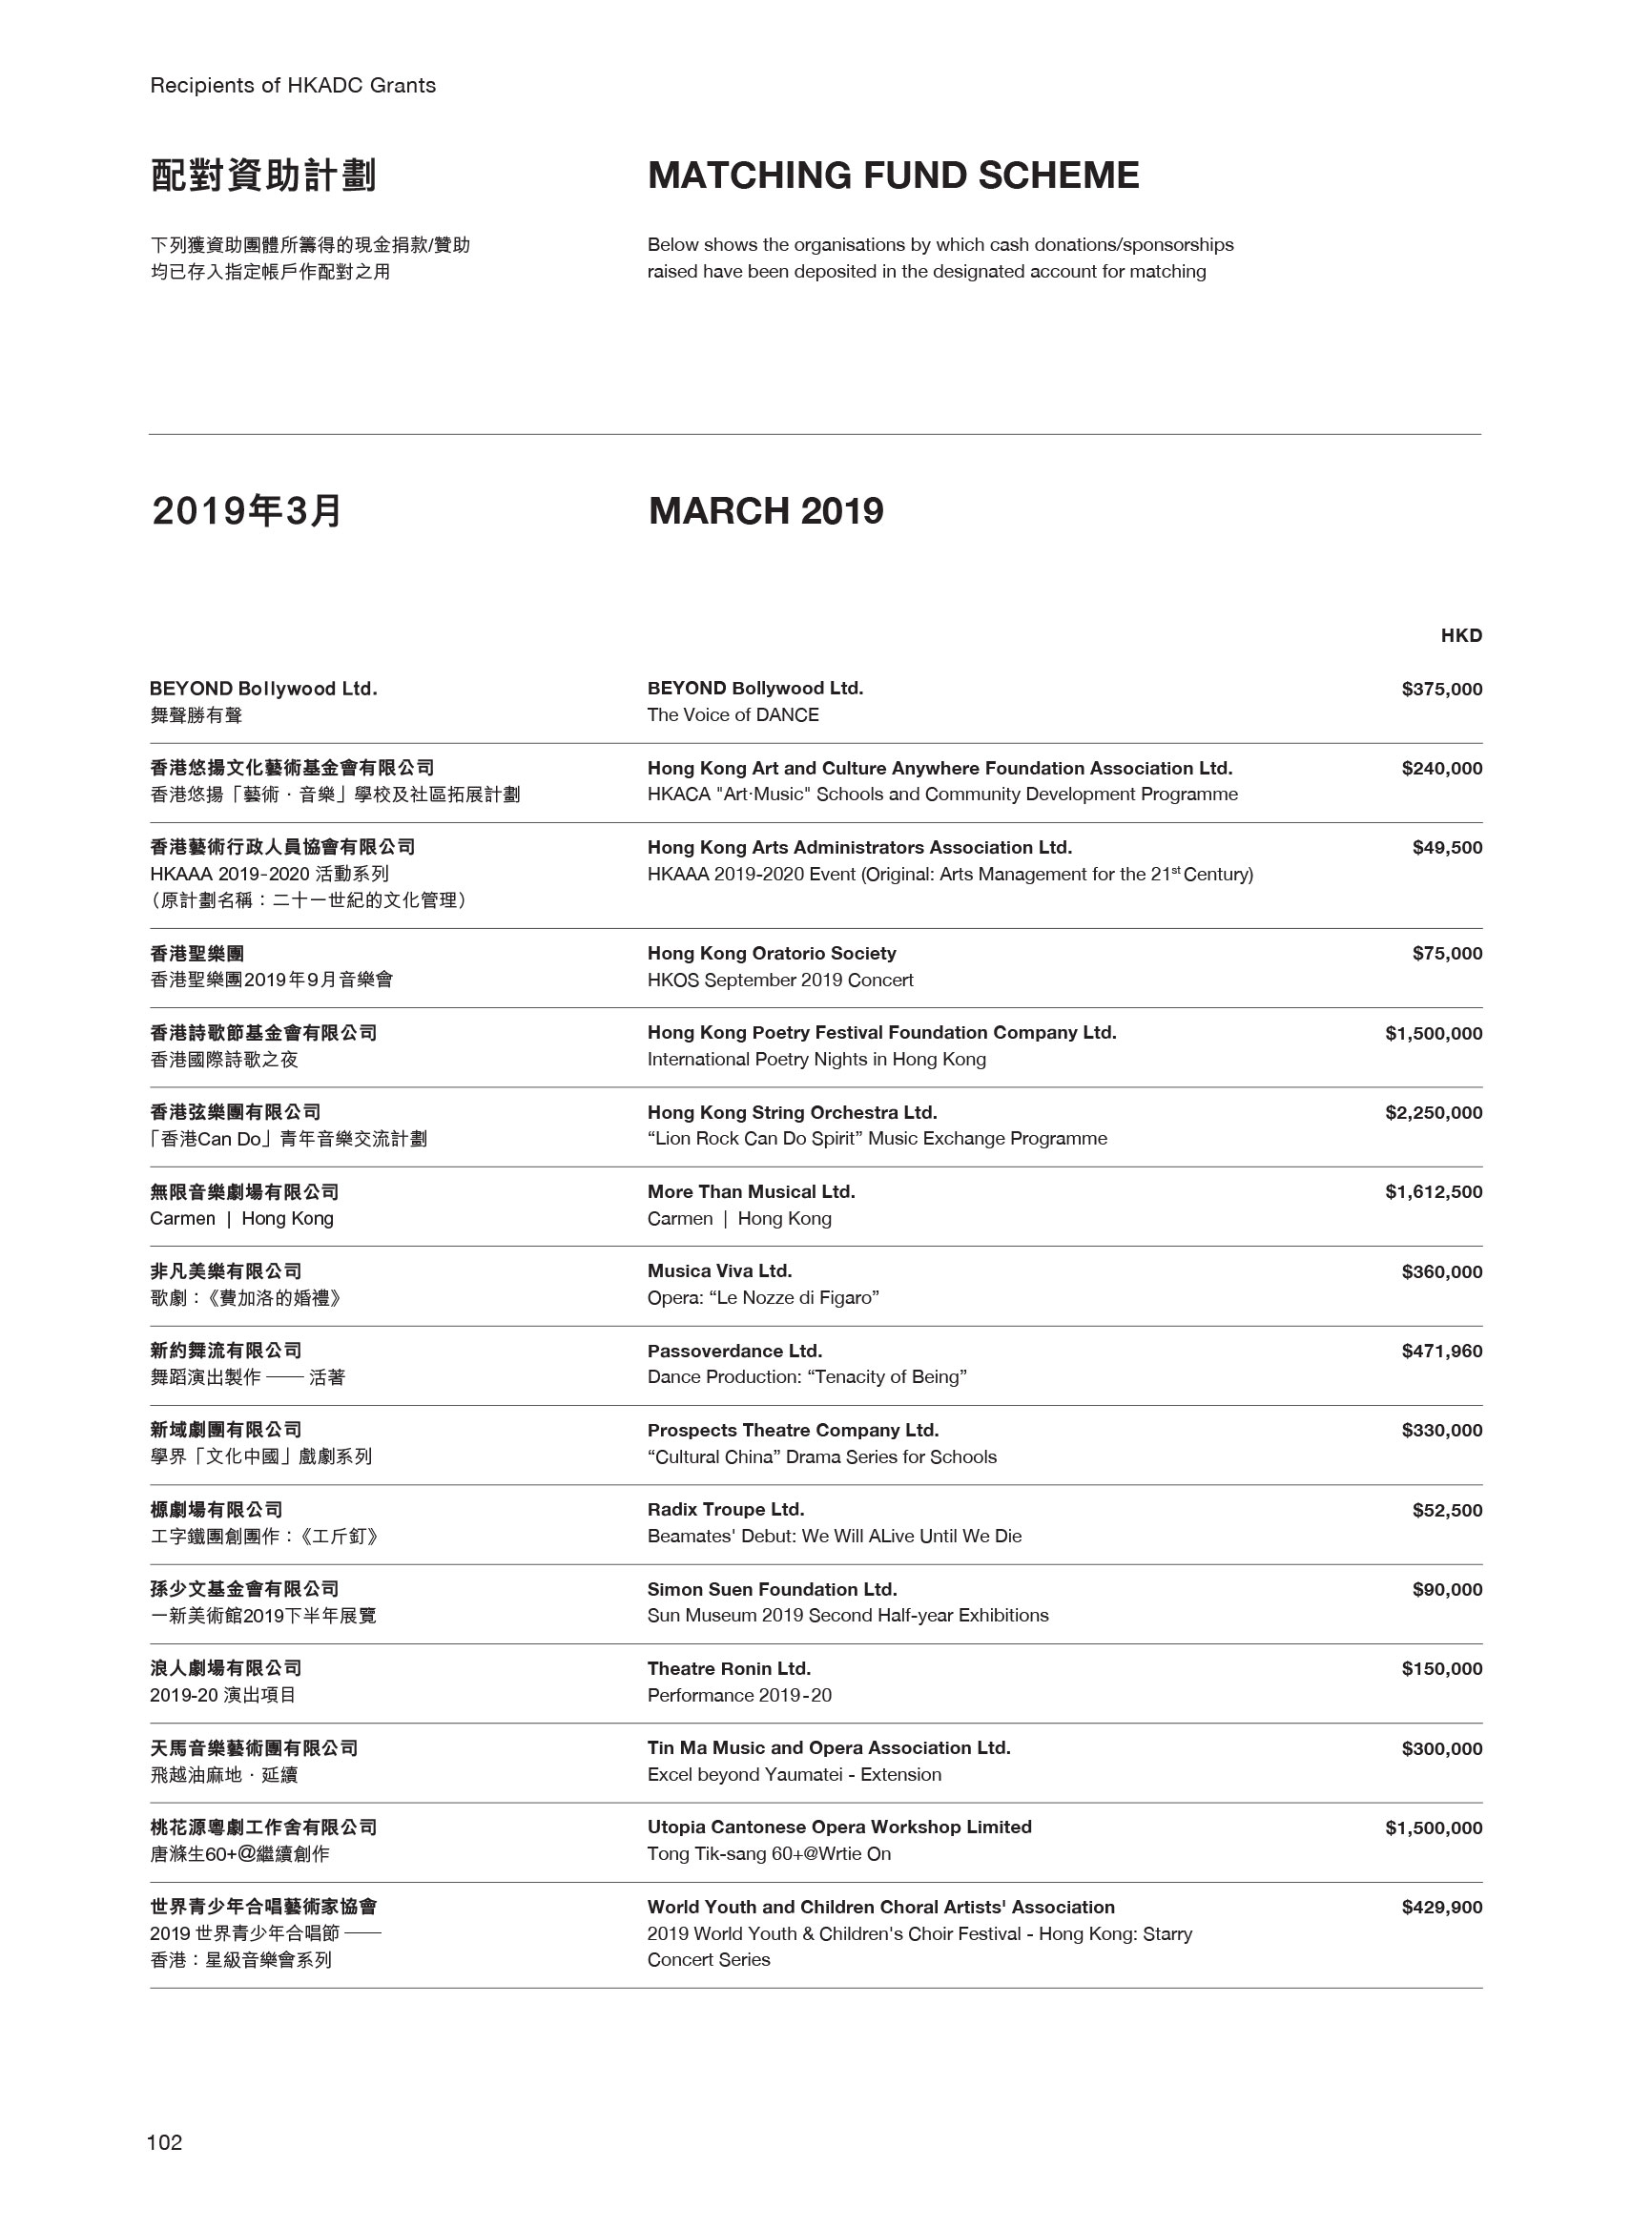 Recipients of HKADC Grants
配對資助計劃
MATCHING FUND SCHEME
下列獲資助團體所籌得的現金捐款/贊助
均已存入指定帳戶作配對之用
Below shows the organisations by which cash donations/sponsorships
raised have been deposited in the designated account for matching
2019年3月
MARCH 2019
HKD
BEYOND Bollywood Ltd.
舞聲勝有聲
BEYOND Bollywood Ltd.
The Voice of DANCE
$375,000
香港悠揚文化藝術基金會有限公司
香港悠揚「藝術·音樂」學校及社區拓展計劃
Hong Kong Art and Culture Anywhere Foundation Association Ltd.
HKACA "Art·Music" Schools and Community Development Programme
$240,000
香港藝術行政人員協會有限公司
HKAAA 2019-2020 活動系列
（原計劃名稱：二十一世紀的文化管理）
Hong Kong Arts Administrators Association Ltd.
HKAAA 2019-2020 Event (Original: Arts Management for the 21st Century)
$49,500
香港聖樂團
香港聖樂團2019年9月音樂會
Hong Kong Oratorio Society
HKOS September 2019 Concert
$75,000
香港詩歌節基金會有限公司
香港國際詩歌之夜
Hong Kong Poetry Festival Foundation Company Ltd.
International Poetry Nights in Hong Kong
$1,500,000
香港弦樂團有限公司
「香港Can Do」青年音樂交流計劃
Hong Kong String Orchestra Ltd.
“Lion Rock Can Do Spirit” Music Exchange Programme
$2,250,000
無限音樂劇場有限公司
Carmen | Hong Kong
More Than Musical Ltd.
Carmen | Hong Kong
$1,612,500
非凡美樂有限公司
歌劇：《費加洛的婚禮》
Musica Viva Ltd.
Opera: “Le Nozze di Figaro”
$360,000
新約舞流有限公司
舞蹈演出製作 —— 活著
Passoverdance Ltd.
Dance Production: “Tenacity of Being”
$471,960
新域劇團有限公司
學界「文化中國」戲劇系列
Prospects Theatre Company Ltd.
“Cultural China” Drama Series for Schools
$330,000
榞劇場有限公司
工字鐵團創團作：《工斤釘》
Radix Troupe Ltd.
Beamates' Debut: We Will ALive Until We Die
$52,500
孫少文基金會有限公司
一新美術館2019下半年展覽
Simon Suen Foundation Ltd.
Sun Museum 2019 Second Half-year Exhibitions
$90,000
浪人劇場有限公司
2019-20 演出項目
Theatre Ronin Ltd.
Performance 2019-20
$150,000
天馬音樂藝術團有限公司
飛越油麻地·延續
Tin Ma Music and Opera Association Ltd.
Excel beyond Yaumatei - Extension
$300,000
桃花源粵劇工作舍有限公司
唐滌生60+@繼續創作
Utopia Cantonese Opera Workshop Limited
Tong Tik-sang 60+@Wrtie On
$1,500,000
世界青少年合唱藝術家協會
2019 世界青少年合唱節 ——
香港：星級音樂會系列
World Youth and Children Choral Artists' Association
2019 World Youth & Children's Choir Festival - Hong Kong: Starry
Concert Series
$429,900
102